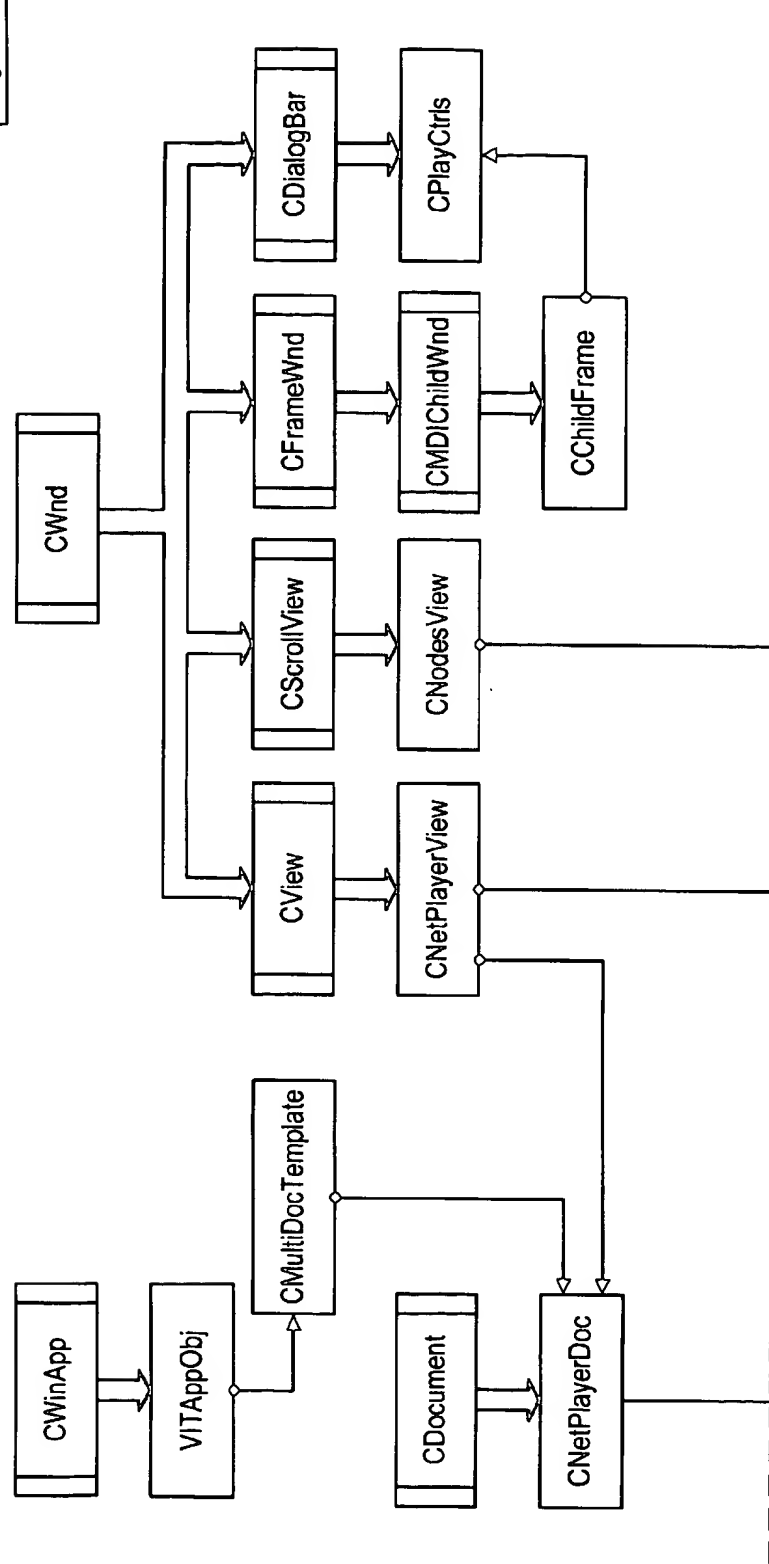 CWnd
CDialogBar
CPlayCtrls
CFrameWnd
CMDIChildWnd
CChildFrame
CScrollView
CNodesView
CView
CNetPlayerView
CMultiDocTemplate
CWinApp
VITAppObj
CDocument
CNetPlayerDoc